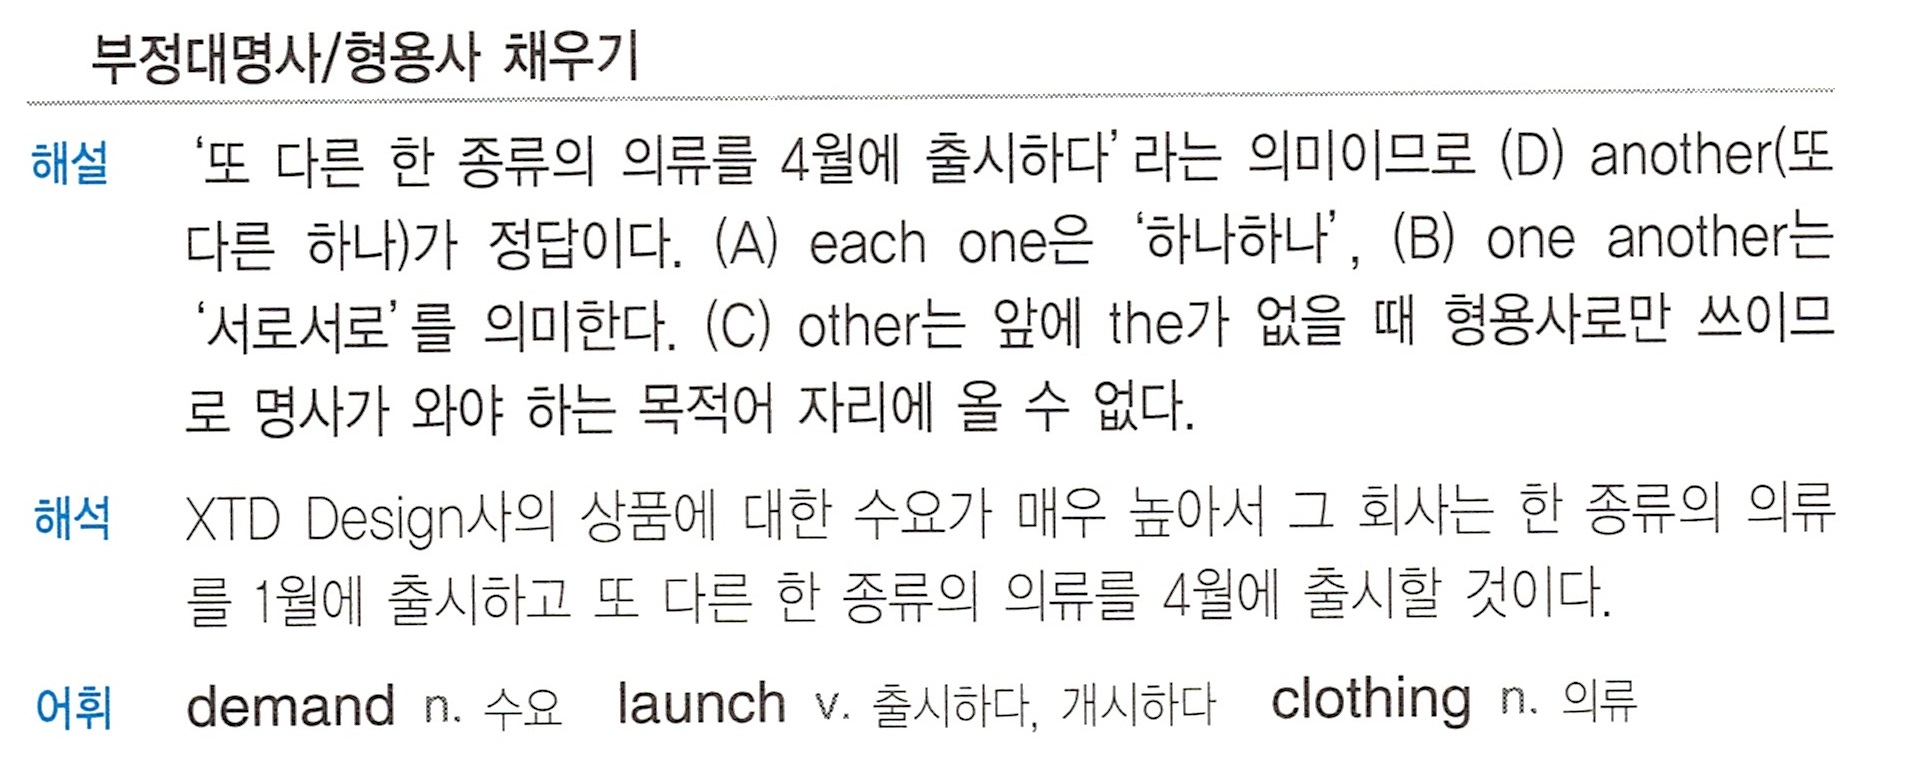 부정대명사/형용사 채우기
해설 ‘또 다른 한 종류의 의류를 4월에 출시하다’라는 의미이므로 (D) another(또
다른 하나)가 정답이다. (A) each one은 ‘하나하나’, (B) one another는
‘서로서로’를 의미한다. (C) other는 앞에 the가 없을 때 형용사로만 쓰이므
로 명사가 와야 하는 목적어 자리에 올 수 없다.
해석 XTD Design사의 상품에 대한 수요가 매우 높아서 그 회사는 한 종류의 의류
를 1월에 출시하고 또 다른 한 종류의 의류를 4월에 출시할 것이다.
어휘 demand n. 수요 launch v. 출시하다, 개시하다 clothing n. 의류